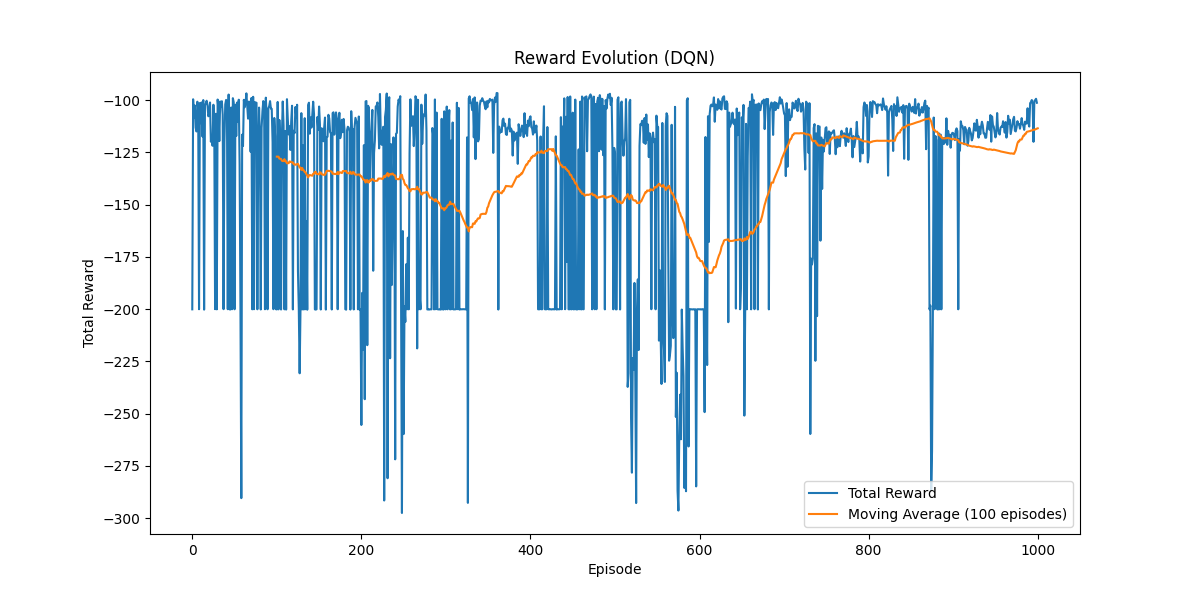 Reward Evolution (DQN)
Total Reward
−100
−125
−150
−175
−200
−225
−250
−275
−300
0 200 400 600 800 1000
Episode
Total Reward
Moving Average (100 episodes)